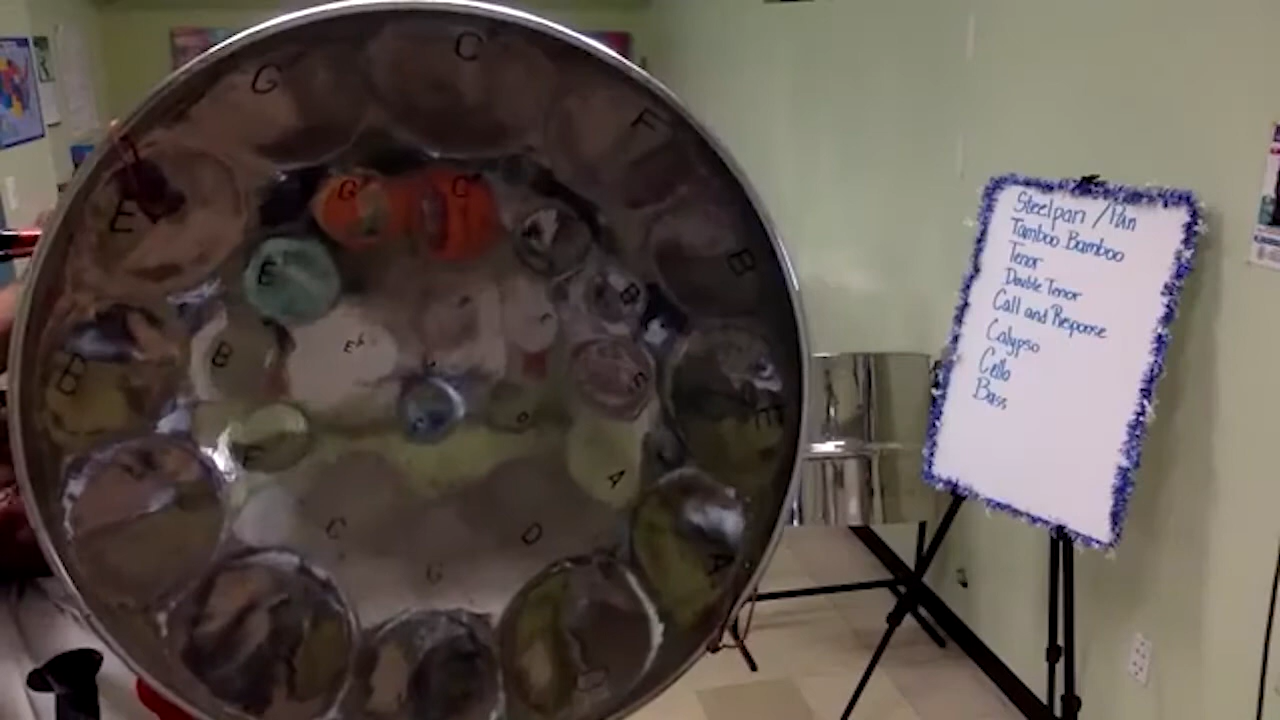 C
G
F
G
C
E
B
E
B
B
E
B
E
F
A
C
D
G
A
D
Steelpan / Pan
Tamboo Bamboo
Tenor
Double Tenor
Call and Response
Calypso
Cello
Bass